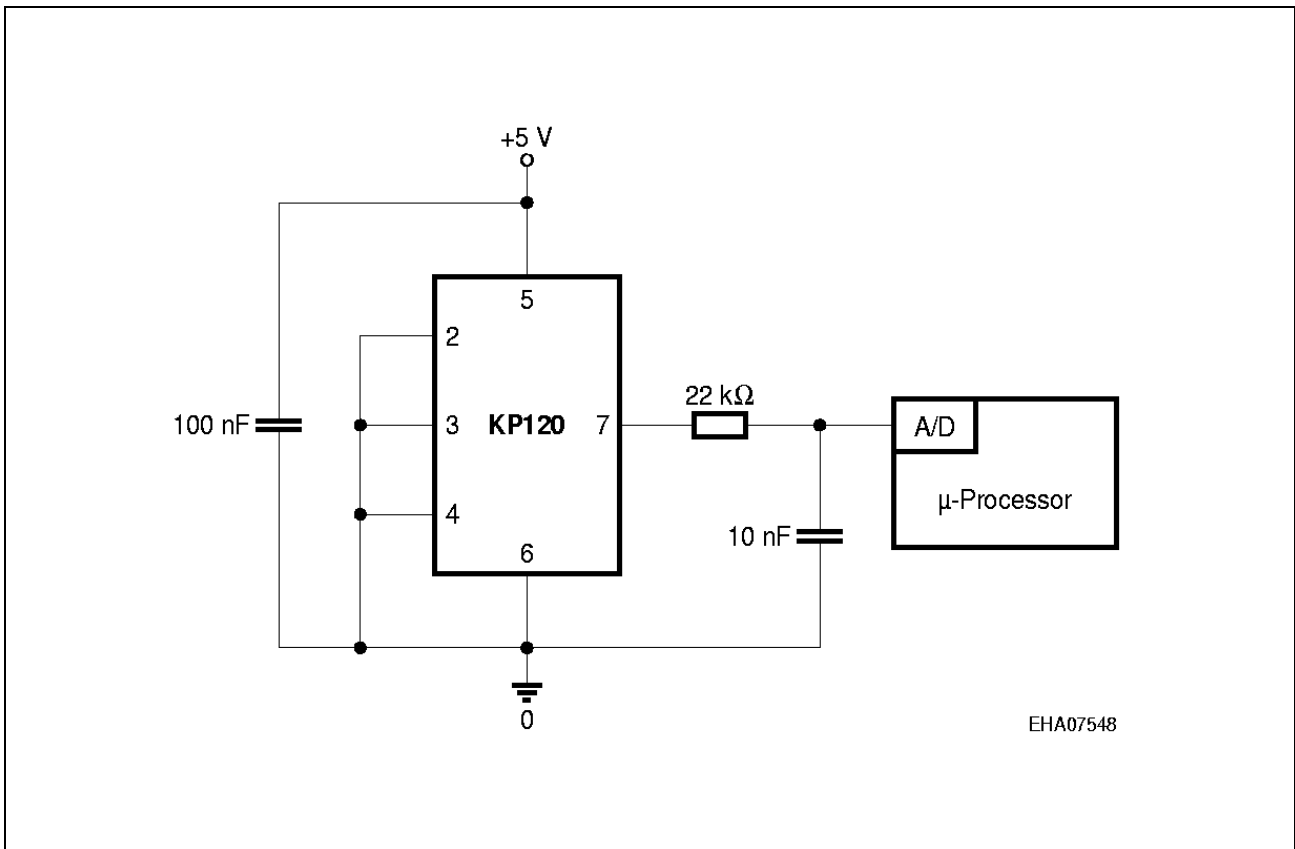 +5 V
5
2
22 kΩ
100 nF
3
KP120
7
A/D
4
µ-Processor
10 nF
6
0
EHA07548